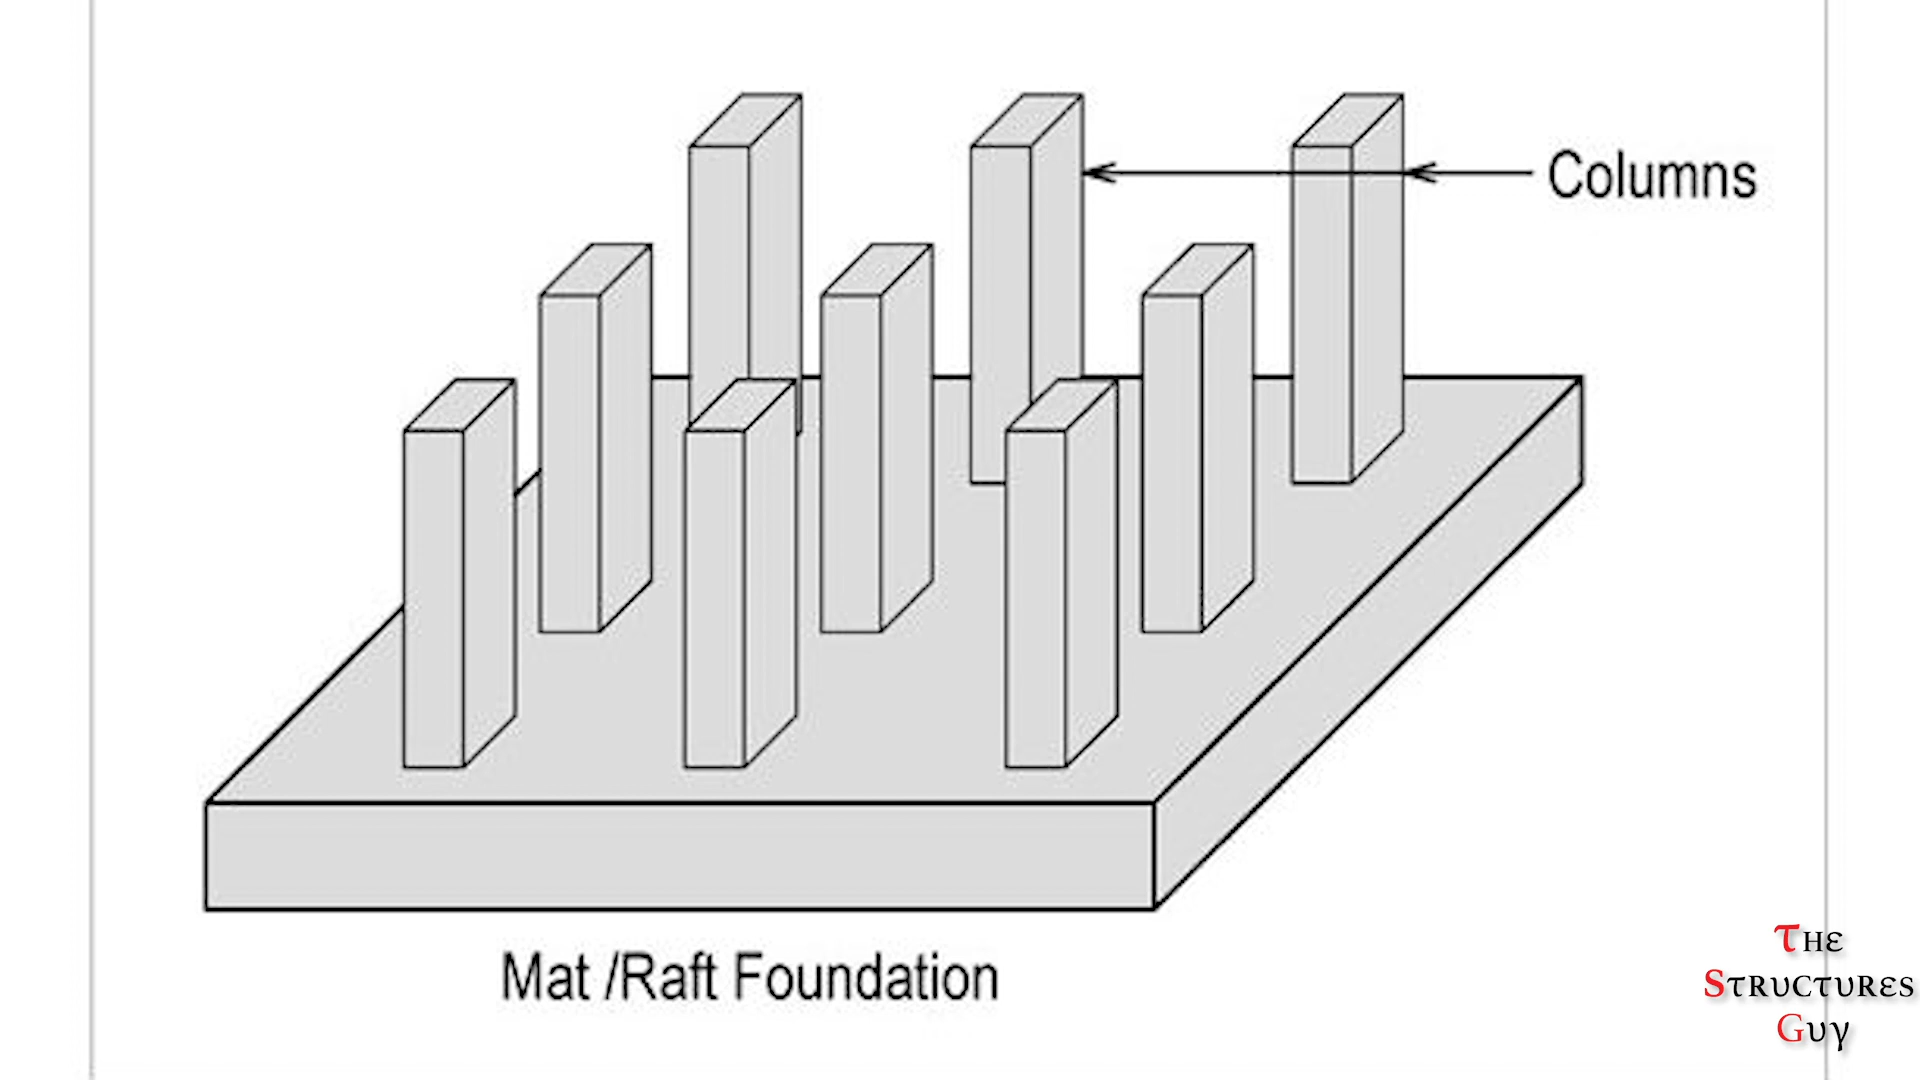 Columns
Mat /Raft Foundation
The
Structures
Guy